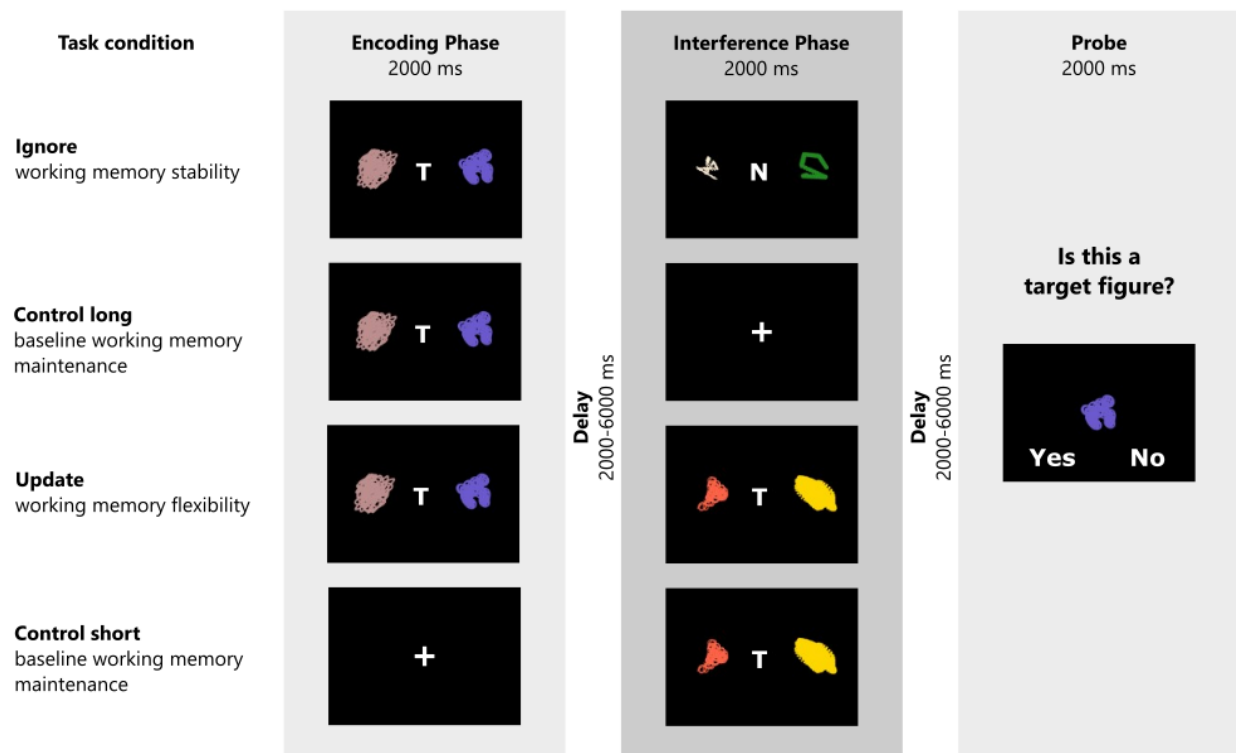 Task condition
Encoding Phase
2000 ms
Interference Phase
2000 ms
Probe
2000 ms
Ignore
working memory stability
T
N
Control long
baseline working memory
maintenance
T
+
Update
working memory flexibility
T
T
Control short
baseline working memory
maintenance
+
T
Delay
2000-6000 ms
Delay
2000-6000 ms
Is this a
target figure?
Yes No